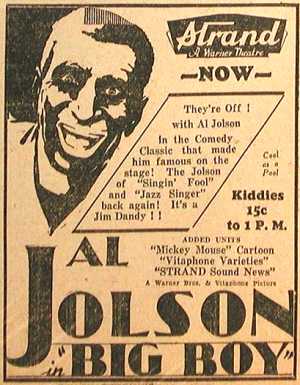 Strand
A Warner Theatre
—NOW—
They're Off !
with Al Jolson
In the Comedy
Classic that made
him famous on the
stage! The Jolson
of "Singin' Fool"
and "Jazz Singer"
back again! It's a
Jim Dandy ! !
Cool
as a
Pool
Kiddies
15c
to 1 P. M.
ADDED UNITS
"Mickey Mouse" Cartoon
"Vitaphone Varieties"
"STRAND Sound News"
A Warner Bros. & Vitaphone Picture
AL
JOLSON
in "BIG BOY"